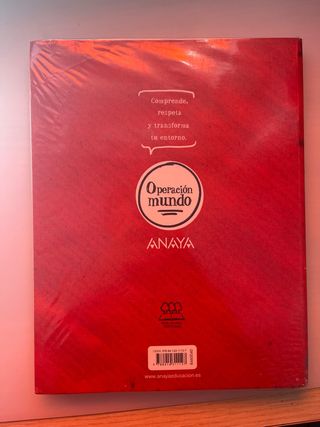 Comprende,
respeta
y transforma
tu entorno.
Operación
mundo
ANAYA
www.anayaeducacion.es